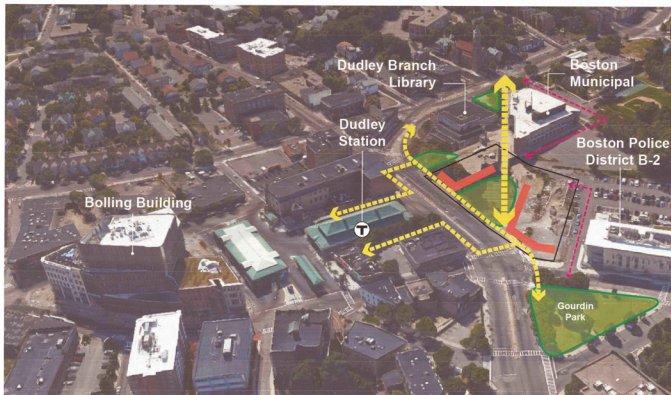 Dudley Branch
Library
Boston
Municipal
Dudley
Station
Boston Police
District B-2
Bolling Building
T
Gourdin
Park